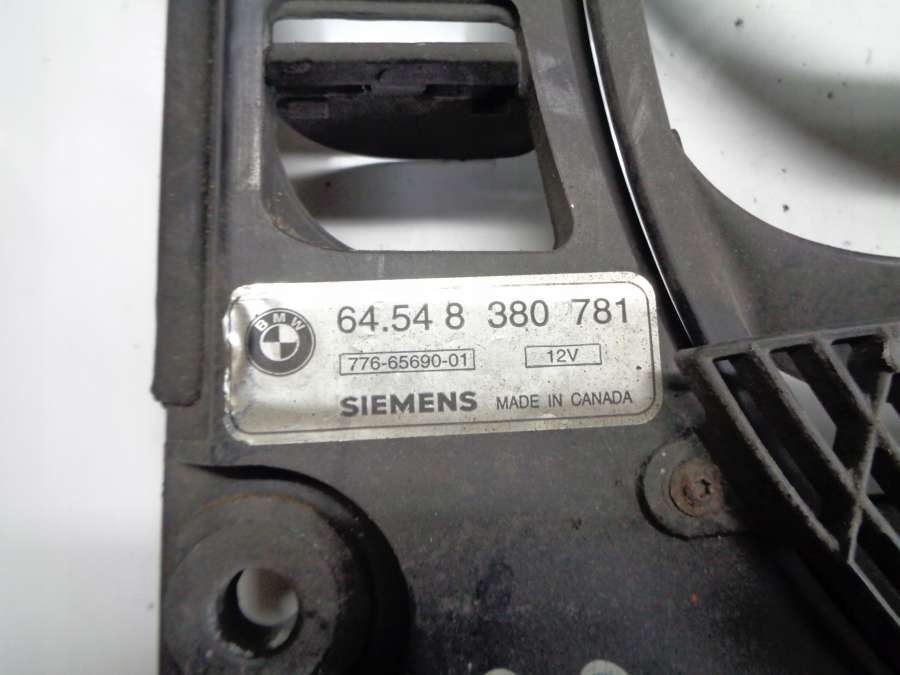 BMW
64.54 8 380 781
776-65690-01 12V
SIEMENS MADE IN CANADA